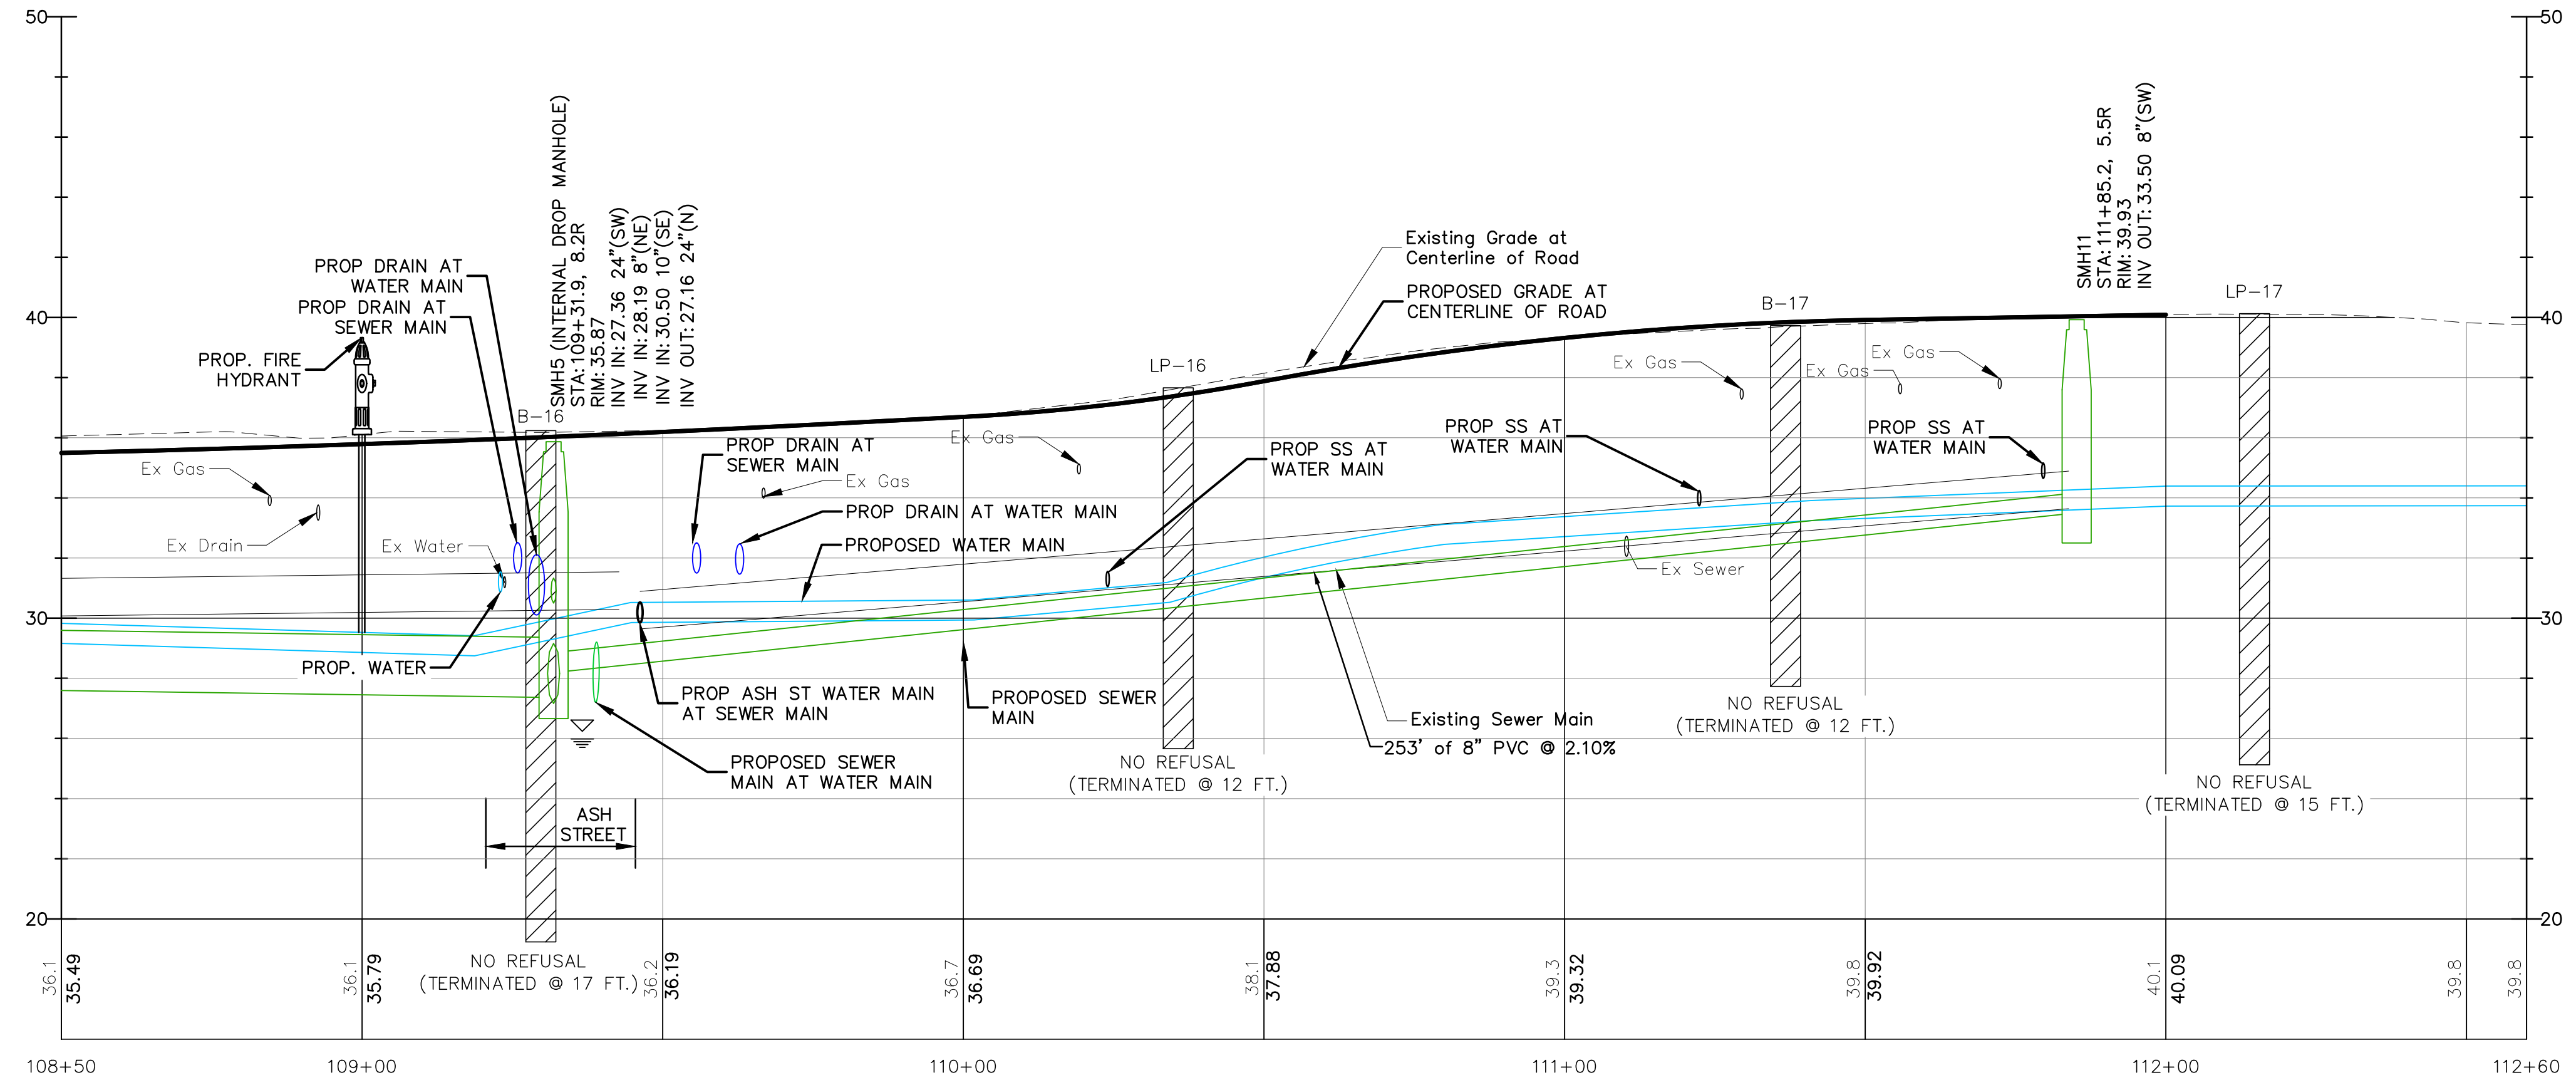 50
50
40
40
30
30
20
20
PROP DRAIN AT
WATER MAIN
PROP DRAIN AT
SEWER MAIN
PROP. FIRE
HYDRANT
SMH5 (INTERNAL DROP MANHOLE)
STA:109+31.9, 8.2R
RIM:35.87
INV IN:27.36 24"(SW)
INV IN:28.19 8"(NE)
INV IN:30.50 10"(SE)
INV OUT:27.16 24"(N)
B-16
Existing Grade at
Centerline of Road
PROPOSED GRADE AT
CENTERLINE OF ROAD
LP-16
B-17
SMH11
STA:111+85.2, 5.5R
RIM:39.93
INV OUT:33.50 8"(SW)
LP-17
Ex Gas
Ex Drain
Ex Water
PROP. WATER
PROP DRAIN AT
SEWER MAIN
Ex Gas
Ex Gas
PROP DRAIN AT WATER MAIN
PROPOSED WATER MAIN
PROP SS AT
WATER MAIN
PROP SS AT
WATER MAIN
Ex Gas
Ex Gas
Ex Gas
PROP SS AT
WATER MAIN
Ex Sewer
PROP ASH ST WATER MAIN
AT SEWER MAIN
PROPOSED SEWER
MAIN
PROPOSED SEWER
MAIN AT WATER MAIN
Existing Sewer Main
253' of 8" PVC @ 2.10%
ASH
STREET
NO REFUSAL
(TERMINATED @ 17 FT.)
NO REFUSAL
(TERMINATED @ 12 FT.)
NO REFUSAL
(TERMINATED @ 12 FT.)
NO REFUSAL
(TERMINATED @ 15 FT.)
36.1
35.49
36.1
35.79
36.2
36.19
36.7
36.69
38.1
37.88
39.3
39.32
39.8
39.92
40.1
40.09
39.8
39.8
108+50
109+00
110+00
111+00
112+00
112+60